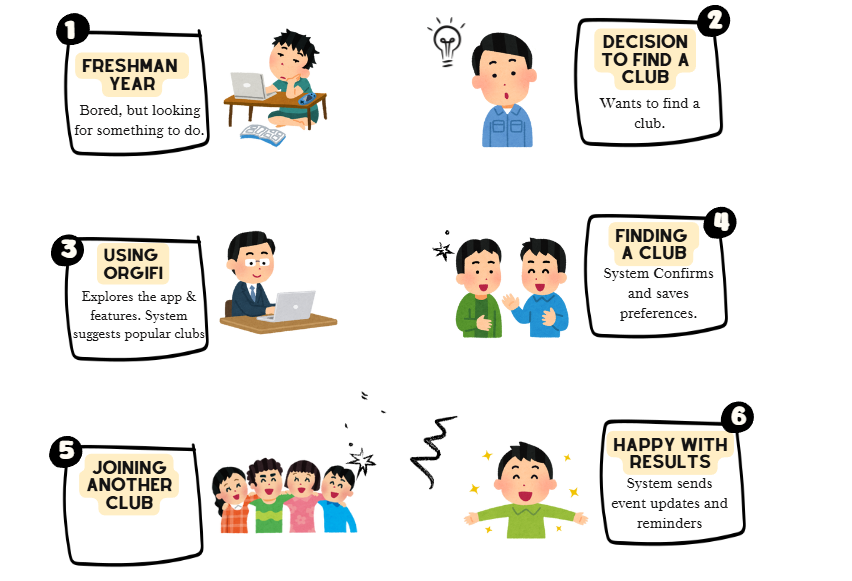 1
FRESHMAN
YEAR
Bored, but looking
for something to do.
2
DECISION
TO FIND A
CLUB
Wants to find a
club.
3
USING
ORGIFI
Explores the app &
features. System
suggests popular clubs
4
FINDING
A CLUB
System Confirms
and saves
preferences.
5
JOINING
ANOTHER
CLUB
6
HAPPY WITH
RESULTS
System sends
event updates and
reminders